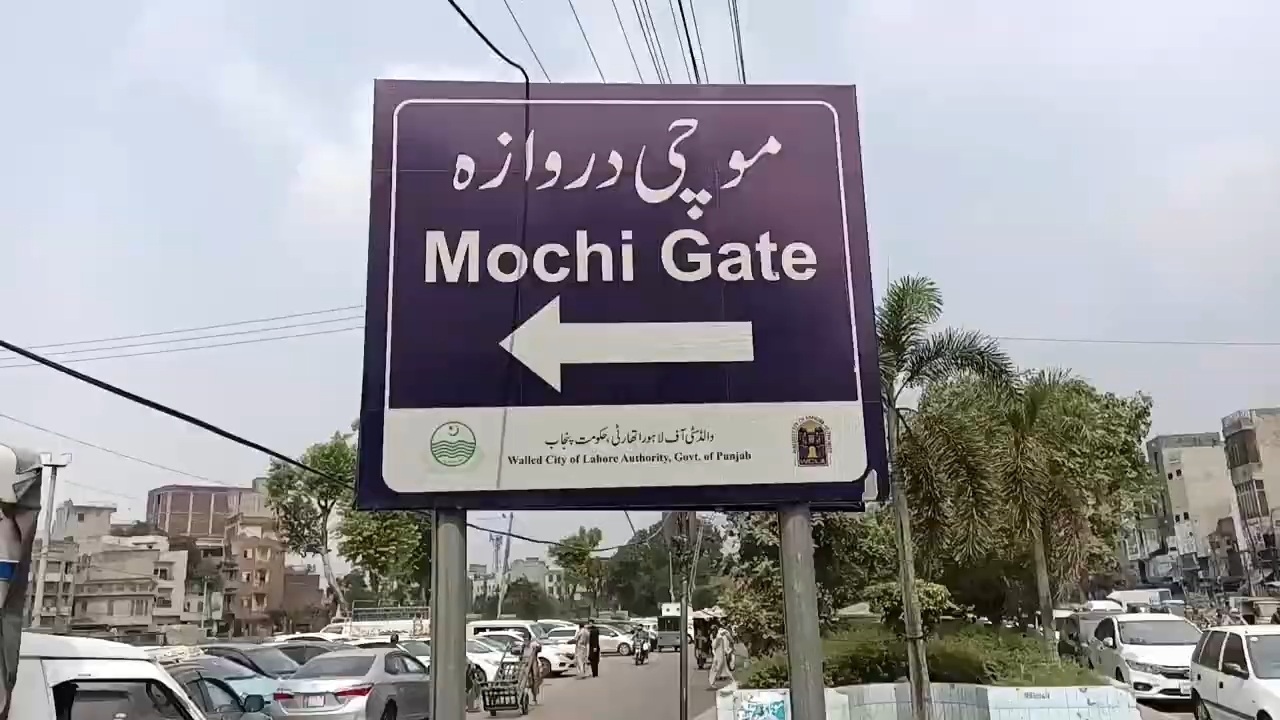 موچی دروازہ
Mochi Gate
والڈ سٹی آف لاہور اتھارٹی، حکومت پنجاب
Walled City of Lahore Authority, Govt. of Punjab
WCLA